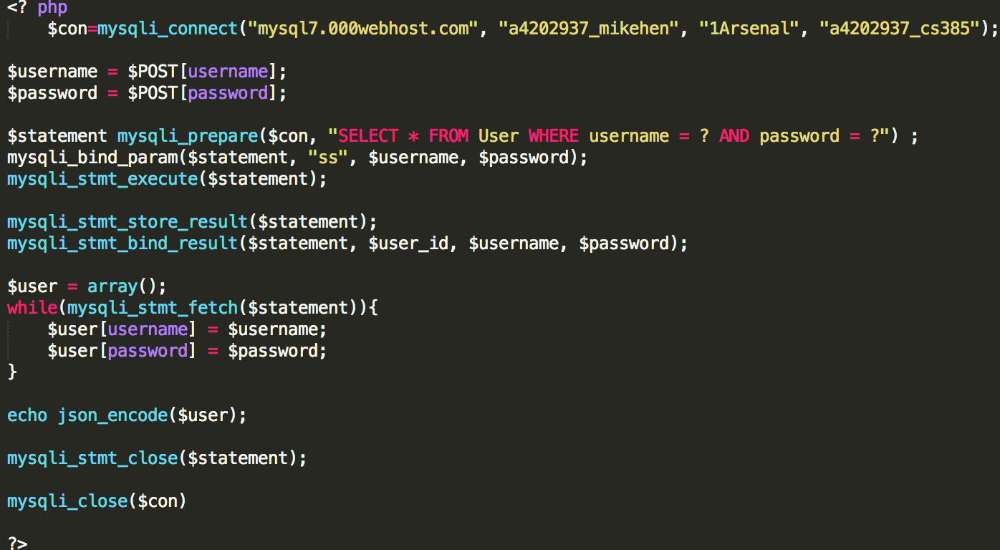 <? php
$con=mysqli_connect("mysql7.000webhost.com", "a4202937_mikehen", "1Arsenal", "a4202937_cs385");
$username = $POST[username];
$password = $POST[password];
$statement mysqli_prepare($con, "SELECT * FROM User WHERE username = ? AND password = ?") ;
mysqli_bind_param($statement, "ss", $username, $password);
mysqli_stmt_execute($statement);
mysqli_stmt_store_result($statement);
mysqli_stmt_bind_result($statement, $user_id, $username, $password);
$user = array();
while(mysqli_stmt_fetch($statement)){
$user[username] = $username;
$user[password] = $password;
}
echo json_encode($user);
mysqli_stmt_close($statement);
mysqli_close($con)
?>